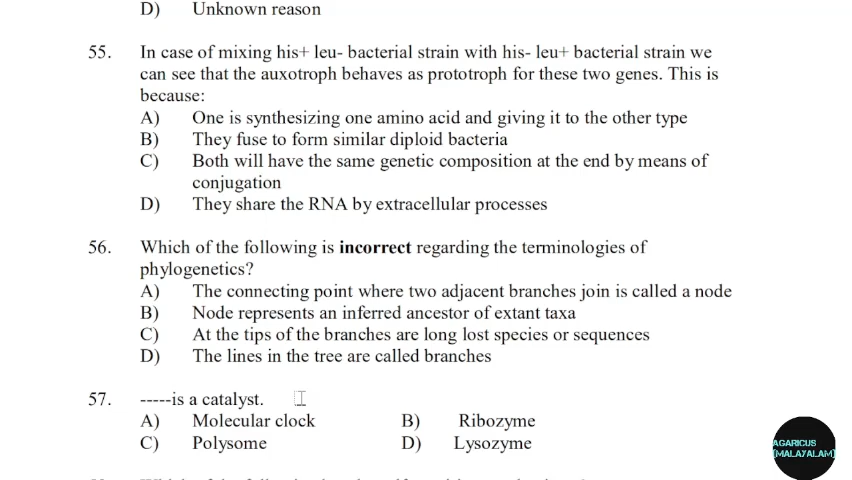 D) Unknown reason
55. In case of mixing his+ leu- bacterial strain with his- leu+ bacterial strain we
can see that the auxotroph behaves as prototroph for these two genes. This is
because:
A) One is synthesizing one amino acid and giving it to the other type
B) They fuse to form similar diploid bacteria
C) Both will have the same genetic composition at the end by means of
conjugation
D) They share the RNA by extracellular processes
56. Which of the following is incorrect regarding the terminologies of
phylogenetics?
A) The connecting point where two adjacent branches join is called a node
B) Node represents an inferred ancestor of extant taxa
C) At the tips of the branches are long lost species or sequences
D) The lines in the tree are called branches
57. -----is a catalyst.
A) Molecular clock B) Ribozyme
C) Polysome D) Lysozyme
AGARICUS
[MALAYALAM]